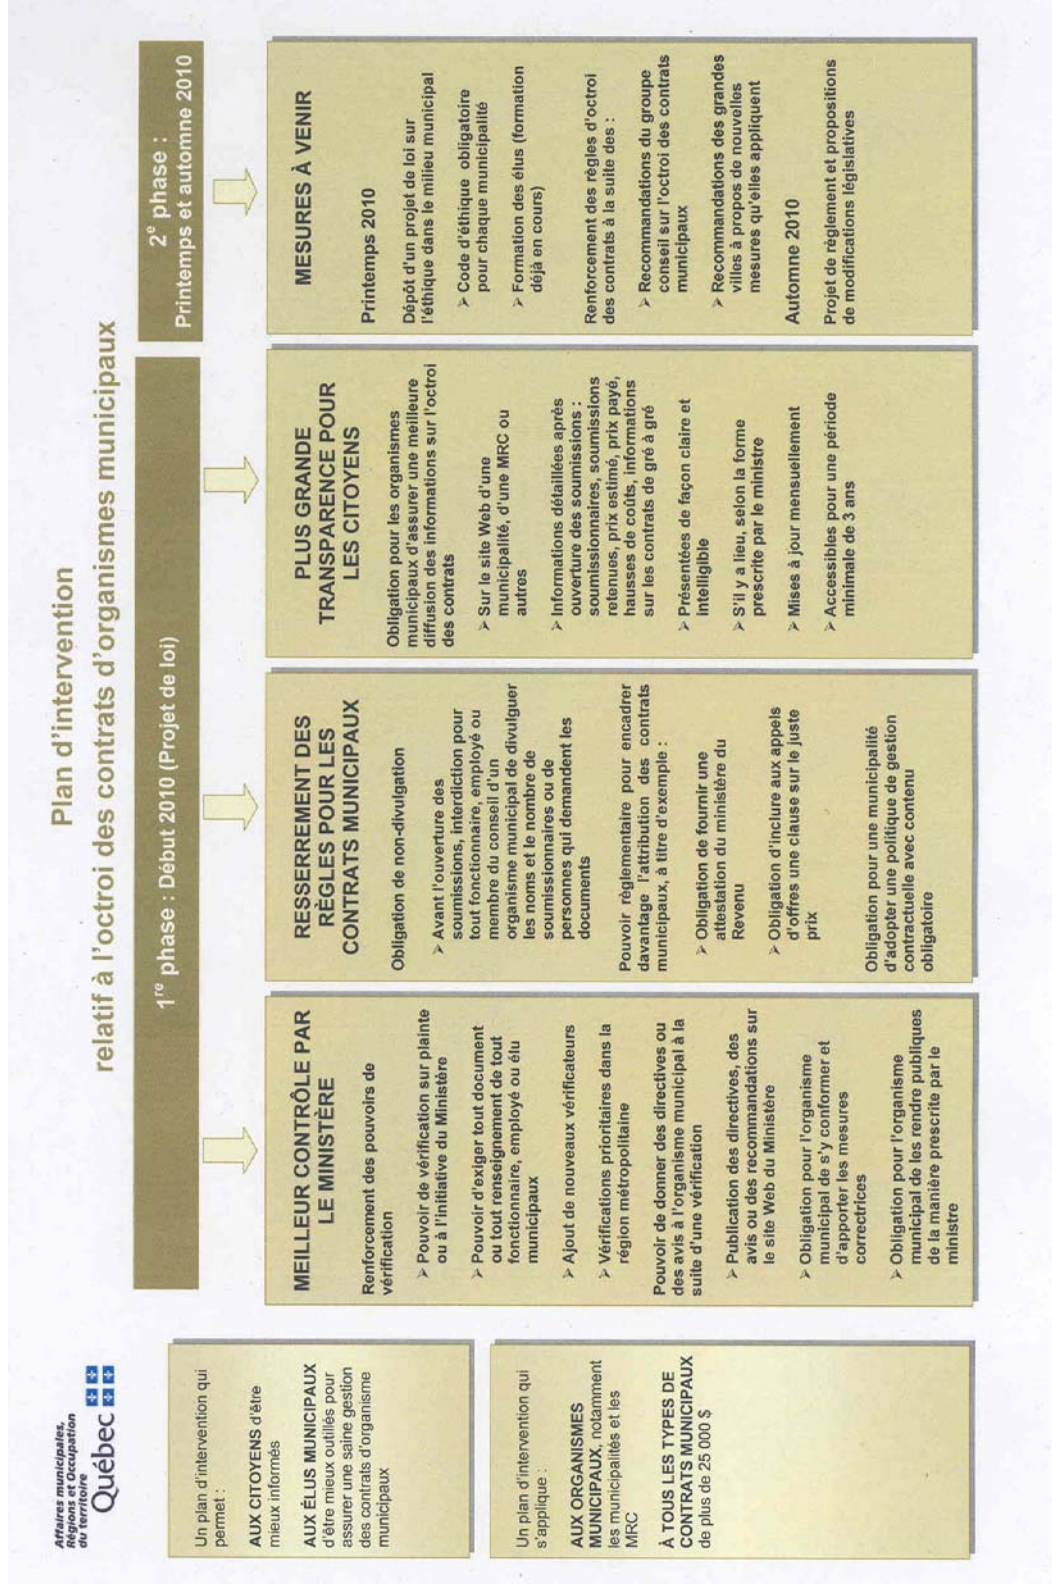 Affaires municipales,
Régions et Occupation
du territoire
Québec
Plan d'intervention
relatif à l'octroi des contrats d'organismes municipaux
Un plan d'intervention qui
permet :
AUX CITOYENS d'être
mieux informés
AUX ÉLUS MUNICIPAUX
d'être mieux outillés pour
assurer une saine gestion
des contrats d'organisme
municipaux
Un plan d'intervention qui
s'applique :
AUX ORGANISMES
MUNICIPAUX, notamment
les municipalités et les
MRC
À TOUS LES TYPES DE
CONTRATS MUNICIPAUX
de plus de 25 000 $
1re phase : Début 2010 (Projet de loi)
MEILLEUR CONTRÔLE PAR
LE MINISTÈRE
Renforcement des pouvoirs de
vérification
➢ Pouvoir de vérification sur plainte
ou à l'initiative du Ministère
➢ Pouvoir d'exiger tout document
ou tout renseignement de tout
fonctionnaire, employé ou élu
municipaux
➢ Ajout de nouveaux vérificateurs
➢ Vérifications prioritaires dans la
région métropolitaine
Pouvoir de donner des directives ou
des avis à l'organisme municipal à la
suite d'une vérification
➢ Publication des directives, des
avis ou des recommandations sur
le site Web du Ministère
➢ Obligation pour l'organisme
municipal de s'y conformer et
d'apporter les mesures
correctrices
➢ Obligation pour l'organisme
municipal de les rendre publiques
de la manière prescrite par le
ministre
RESSERREMENT DES
RÈGLES POUR LES
CONTRATS MUNICIPAUX
Obligation de non-divulgation
➢ Avant l'ouverture des
soumissions, interdiction pour
tout fonctionnaire, employé ou
membre du conseil d'un
organisme municipal de divulguer
les noms et le nombre de
soumissionnaires ou de
personnes qui demandent les
documents
Pouvoir règlementaire pour encadrer
davantage l'attribution des contrats
municipaux, à titre d'exemple :
➢ Obligation de fournir une
attestation du ministère du
Revenu
➢ Obligation d'inclure aux appels
d'offres une clause sur le juste
prix
Obligation pour une municipalité
d'adopter une politique de gestion
contractuelle avec contenu
obligatoire
PLUS GRANDE
TRANSPARENCE POUR
LES CITOYENS
Obligation pour les organismes
municipaux d'assurer une meilleure
diffusion des informations sur l'octroi
des contrats
➢ Sur le site Web d'une
municipalité, d'une MRC ou
autres
➢ Informations détaillées après
ouverture des soumissions :
soumissionnaires, soumissions
retenues, prix estimé, prix payé,
hausses de coûts, informations
sur les contrats de gré à gré
➢ Présentées de façon claire et
intelligible
➢ S'il y a lieu, selon la forme
prescrite par le ministre
➢ Mises à jour mensuellement
➢ Accessibles pour une période
minimale de 3 ans
2e phase :
Printemps et automne 2010
MESURES À VENIR
Printemps 2010
Dépôt d'un projet de loi sur
l'éthique dans le milieu municipal
➢ Code d'éthique obligatoire
pour chaque municipalité
➢ Formation des élus (formation
déjà en cours)
Renforcement des règles d'octroi
des contrats à la suite des :
➢ Recommandations du groupe
conseil sur l'octroi des contrats
municipaux
➢ Recommandations des grandes
villes à propos de nouvelles
mesures qu'elles appliquent
Automne 2010
Projet de règlement et propositions
de modifications législatives